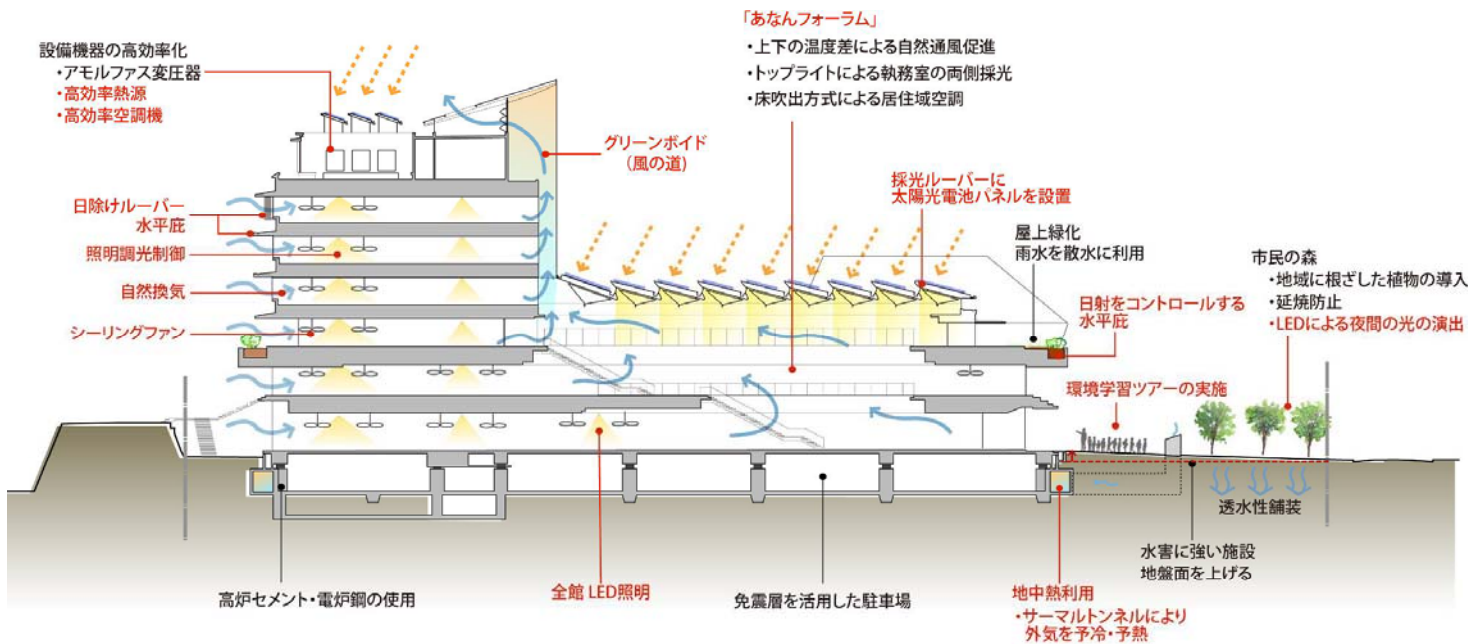 「あなんフォーラム」
・上下の温度差による自然通風促進
・トップライトによる執務室の両側採光
・床吹出方式による居住域空調
設備機器の高効率化
・アモルファス変圧器
・高効率熱源
・高効率空調機
グリーンボイド
(風の道)
採光ルーバーに
太陽光電池パネルを設置
日除けルーバー
水平庇
照明調光制御
自然換気
シーリングファン
屋上緑化
雨水を散水に利用
市民の森
・地域に根ざした植物の導入
・延焼防止
・LEDによる夜間の光の演出
日射をコントロールする
水平庇
環境学習ツアーの実施
透水性舗装
水害に強い施設
地盤面を上げる
高炉セメント・電炉鋼の使用
全館 LED照明
免震層を活用した駐車場
地中熱利用
・サーマルトンネルにより
外気を予冷・予熱